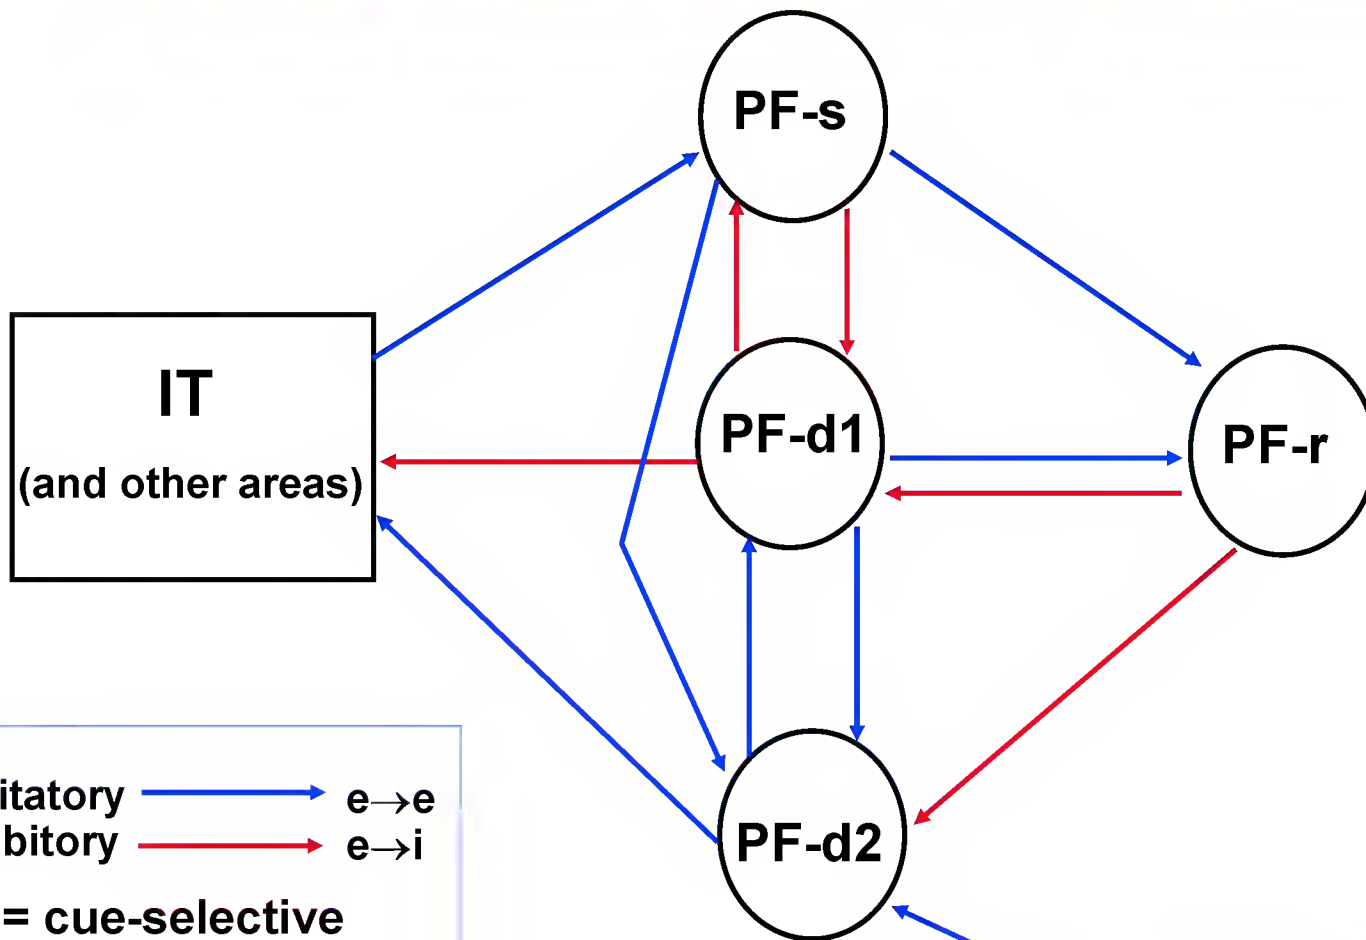 PF-s
IT
(and other areas)
PF-d1
PF-r
PF-d2
itatory e→e
bitory e→i
= cue-selective